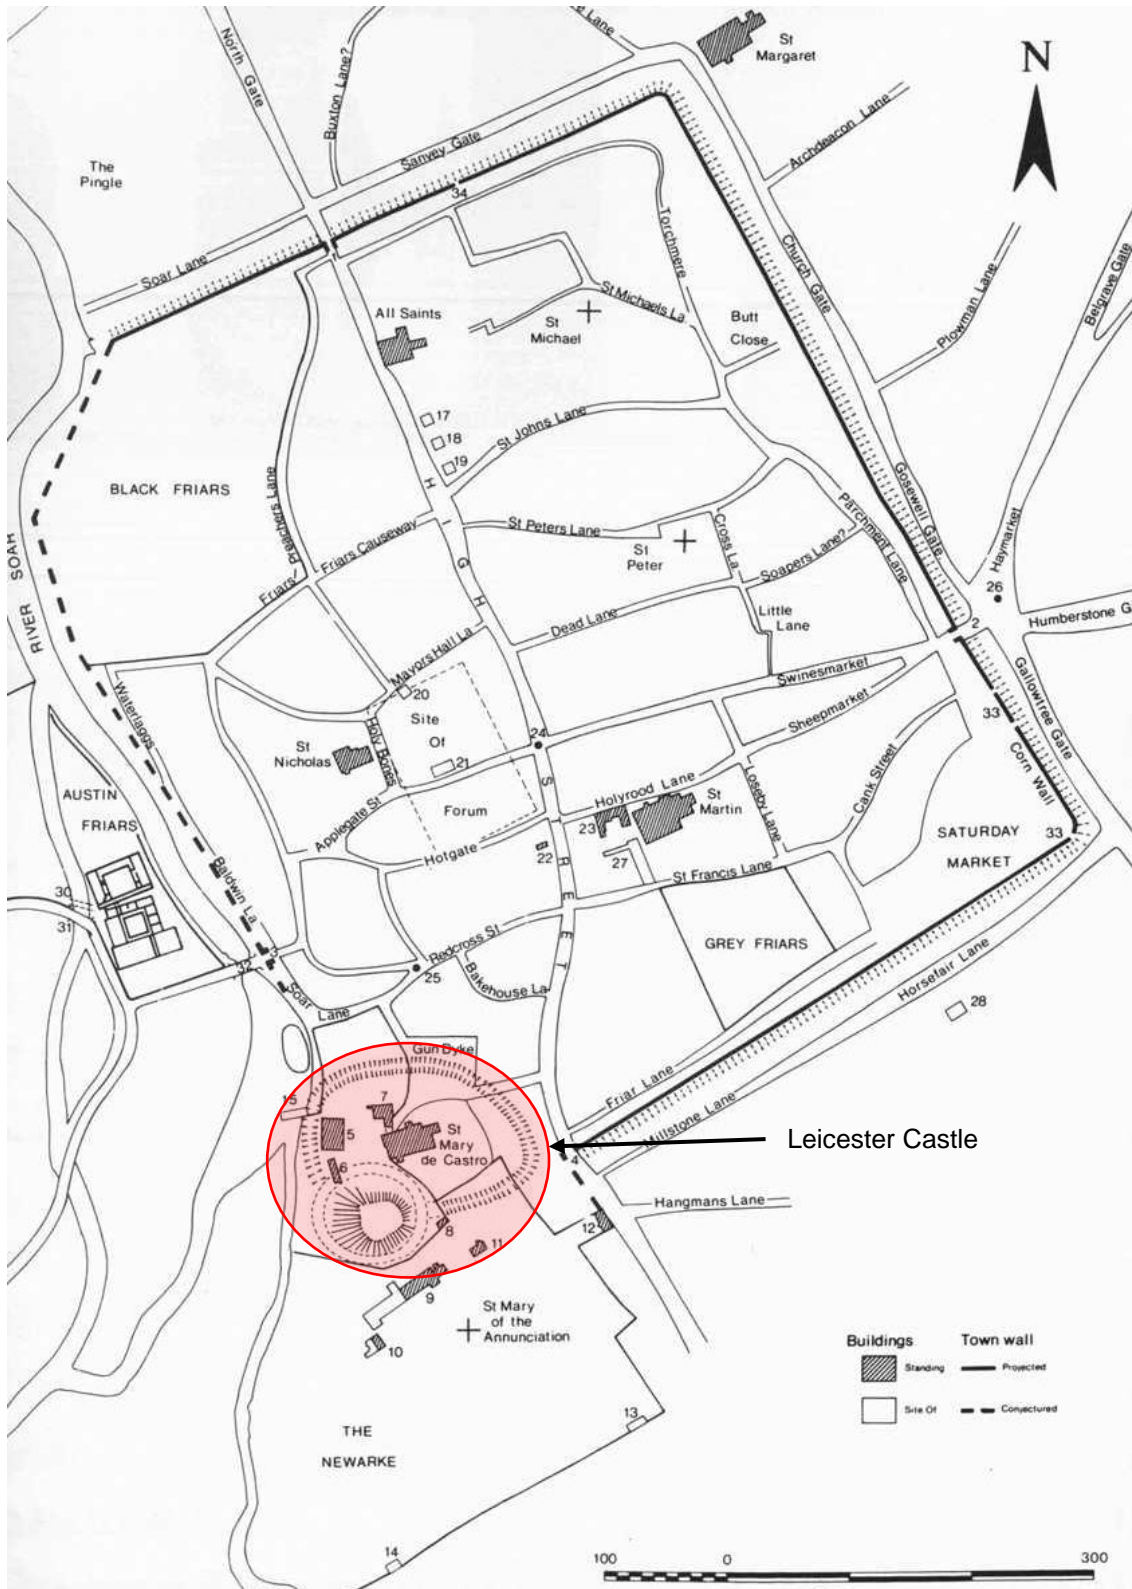 North Gate
Buxton Lane?
e Lane
St
Margaret
N
Archdeacon Lane
Sanvey Gate
The
Pingle
34
Torchmere
Church Gate
Plowman Lane
Belgrave Gate
Soar Lane
1
All Saints
St Michaels La
St
Michael
Butt
Close
17
18
19
St Johns Lane
BLACK FRIARS
Friars/
Preachers Lane
Friars Causeway
HIGH STREET
St Peters Lane
St
Peter
Cross La
Soapers Lane?
Parchment Lane
Gosewell Gate
Haymarket
26
RIVER SOAR
Dead Lane
Little
Lane
2
Humberstone G
Mayors Hall La
Swinesmarket
Sheepmarket
Gallowtree Gate
Waterlaggs
20
Site
Of
Forum
Holy Bones
St
Nicholas
24
21
33
Corn Wall
Cank Street
AUSTIN
FRIARS
Applegate St
Hotgate
Holyrood Lane
St
Martin
Loseby Lane
23
22
27
SATURDAY
MARKET
33
St Francis Lane
Baldwin La
30
31
32
3
Redcross St
25
Bakehouse La
GREY FRIARS
Horsefair Lane
28
Soar Lane
Gun Dyke
Friar Lane
Millstone Lane
15
7
5
St
Mary
de Castro
6
4
Leicester Castle
Hangmans Lane
8
12
11
9
10
St Mary
of the
Annunciation
Buildings
Standing
Site Of
Town wall
Projected
Conjectured
THE
NEWARKE
13
14
100
0
300